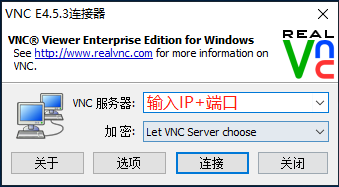 VNC E4.5.3连接器
VNC® Viewer Enterprise Edition for Windows
See http://www.realvnc.com for more information on
VNC.
REAL
VNC
VNC 服务器: 输入IP+端口
加密: Let VNC Server choose
关于 选项 连接 关闭